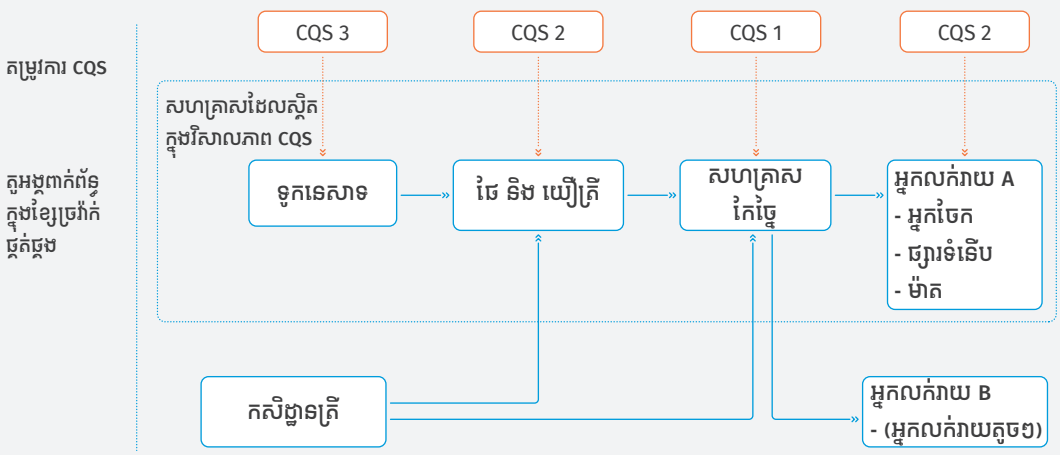 CQS 3
CQS 2
CQS 1
CQS 2
តម្រូវការ CQS
សហគ្រាសដែលស្ថិត
ក្នុងវិសាលភាព CQS
តួអង្គពាក់ព័ន្ធ
ក្នុងខ្សែច្រវ៉ាក់
ផ្គត់ផ្គង
ទូកនេសាទ
ផែ និង ឃឿត្រី
សហគ្រាស
កែច្នៃ
អ្នកលក់រាយ A
- អ្នកចែក
- ផ្សារទំនើប
- ម៉ាត
កសិដ្ឋានត្រី
អ្នកលក់រាយ B
- (អ្នកលក់រាយតូចៗ)